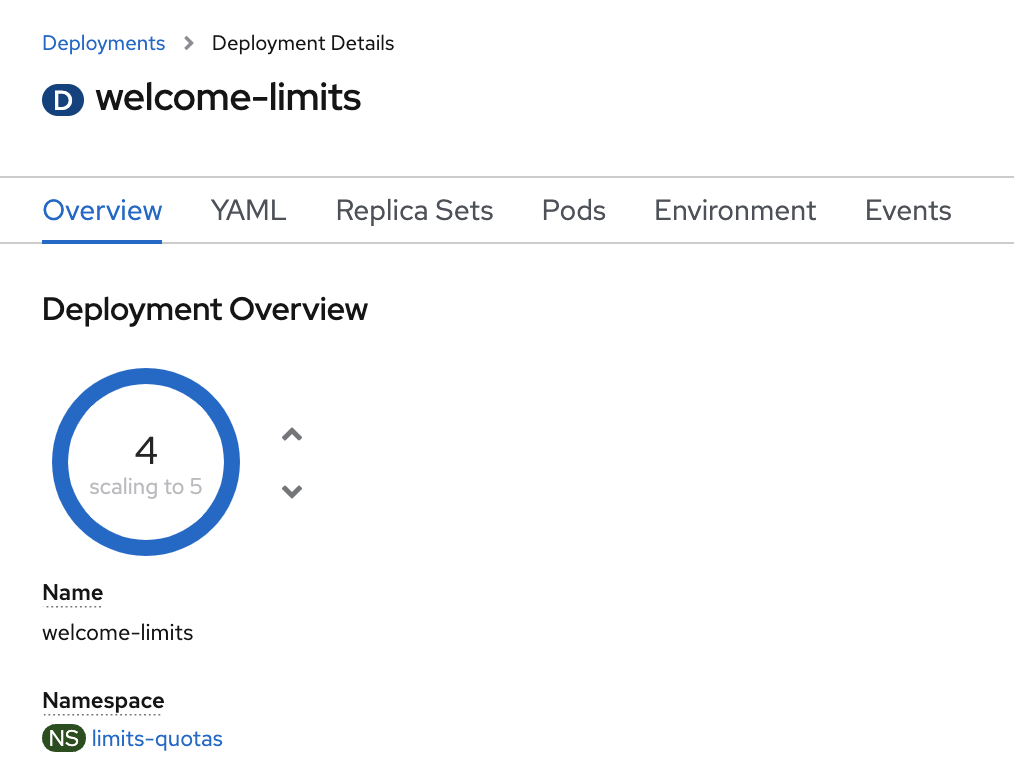 Deployments > Deployment Details
D welcome-limits
Overview YAML Replica Sets Pods Environment Events
Deployment Overview
4
scaling to 5
Name
welcome-limits
Namespace
NS limits-quotas